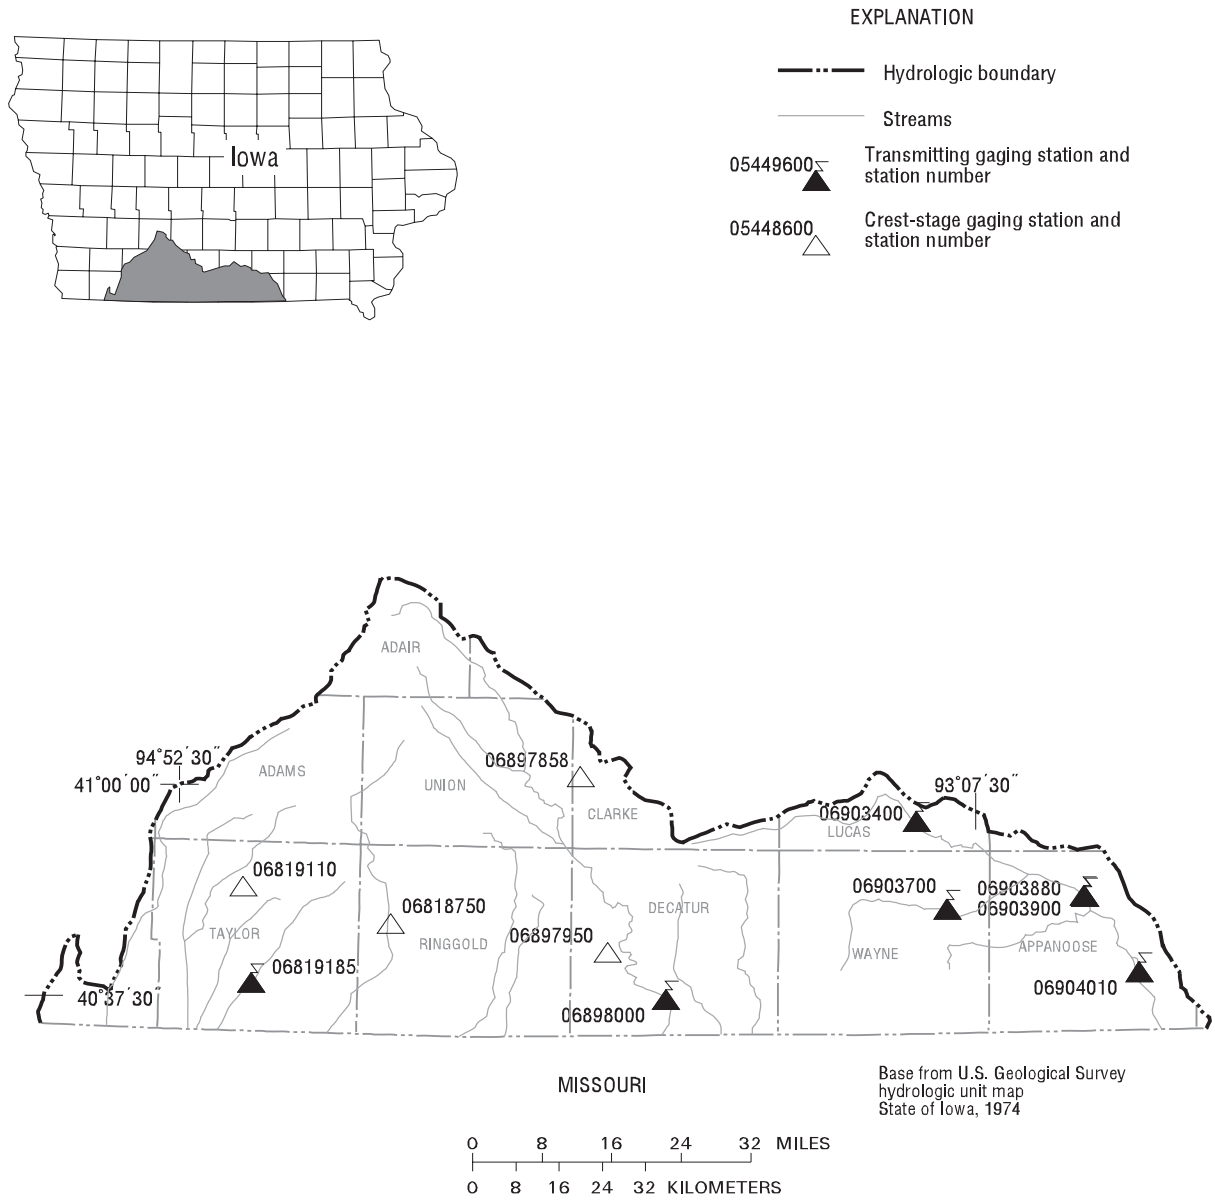 EXPLANATION
Hydrologic boundary
Streams
05449600
Transmitting gaging station and
station number
05448600
Crest-stage gaging station and
station number
Iowa
ADAIR
94°52′30″
41°00′00″
ADAMS
UNION
06897858
CLARKE
93°07′30″
06903400
LUCAS
06819110
06818750
06903700
06903880
06903900
DECATUR
TAYLOR
RINGGOLD
06897950
WAYNE
APPANOOSE
06819185
40°37′30″
06898000
06904010
MISSOURI
Base from U.S. Geological Survey
hydrologic unit map
State of Iowa, 1974
0 8 16 24 32 MILES
0 8 16 24 32 KILOMETERS